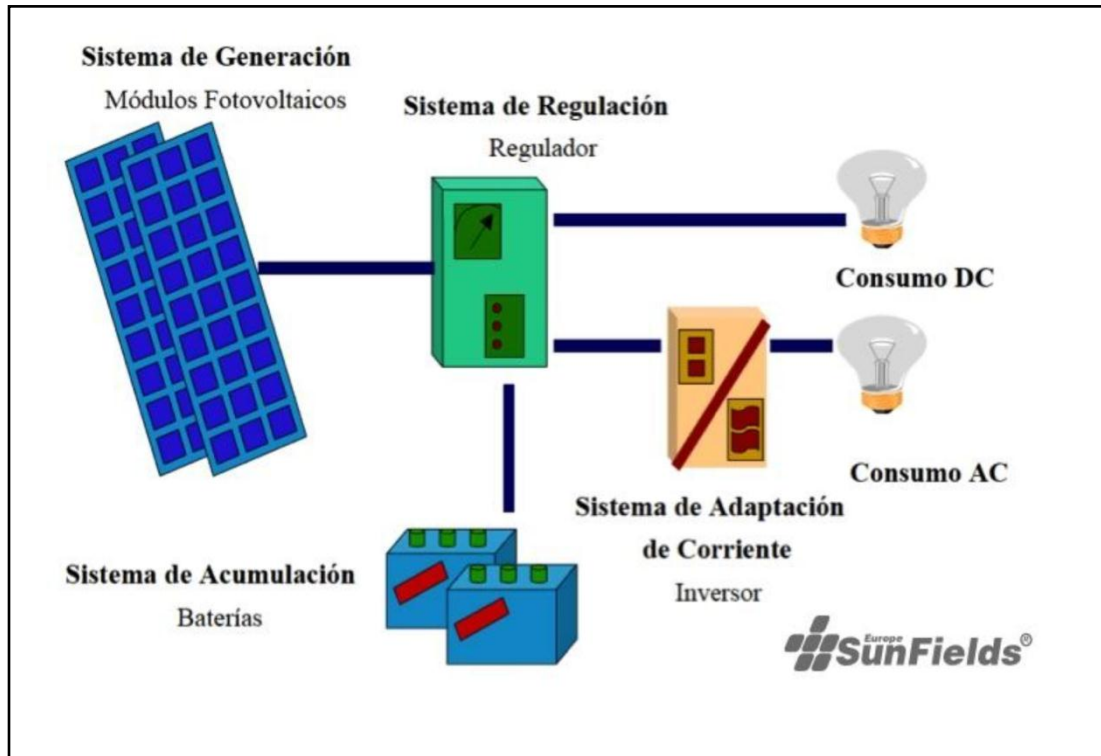 Sistema de Generación
Módulos Fotovoltaicos
Sistema de Regulación
Regulador
Consumo DC
Consumo AC
Sistema de Adaptación
de Corriente
Inversor
Sistema de Acumulación
Baterías
Europe
SunFields®